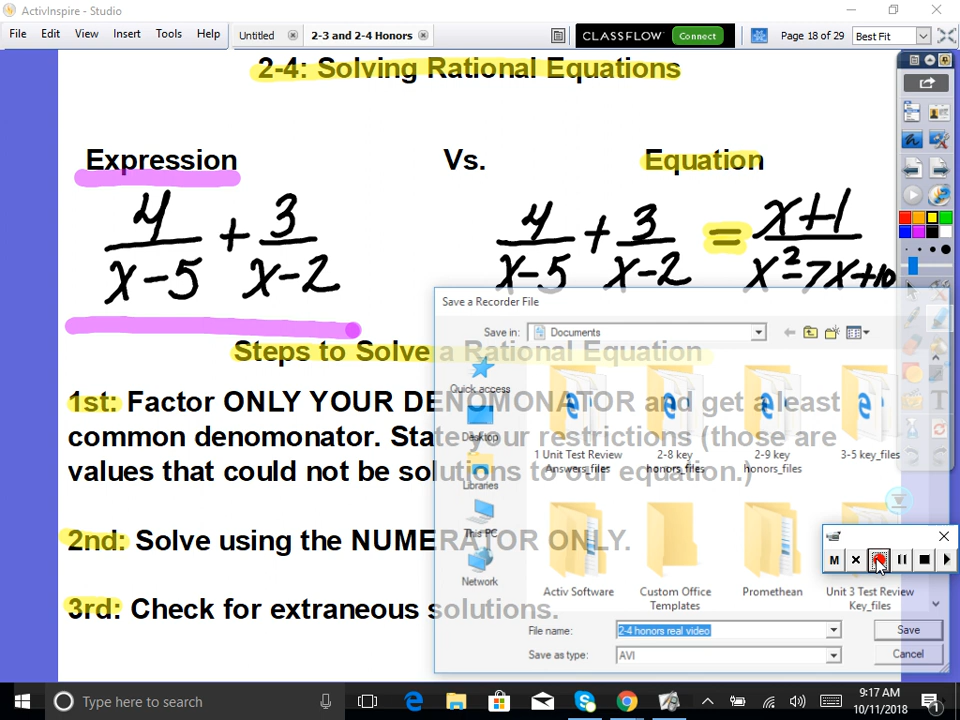 ActivInspire - Studio
File Edit View Insert Tools Help Untitled 2-3 and 2-4 Honors CLASSFLOW Connect Page 18 of 29 Best Fit
2-4: Solving Rational Equations
Expression Vs. Equation
4/(x-5) + 3/(x-2) 4/(x-5) + 3/(x-2) = (x+1)/(x²-7x+10
Save a Recorder File
Save in: Documents
Steps to Solve a Rational Equation
Quick access
1st: Factor ONLY YOUR DENOMONATOR and get a least
common denomonator. State your restrictions (those are
values that could not be solutions to our equation.)
Desktop
Libraries
This PC
Network
1 Unit Test Review Answers_files
2-8 key honors_files
2-9 key honors_files
3-5 key_files
2nd: Solve using the NUMERATOR ONLY.
M
Activ Software
Custom Office Templates
Promethean
Unit 3 Test Review Key_files
3rd: Check for extraneous solutions.
File name: 2-4 honors real video Save
Save as type: AVI Cancel
Type here to search
9:17 AM
10/11/2018
1